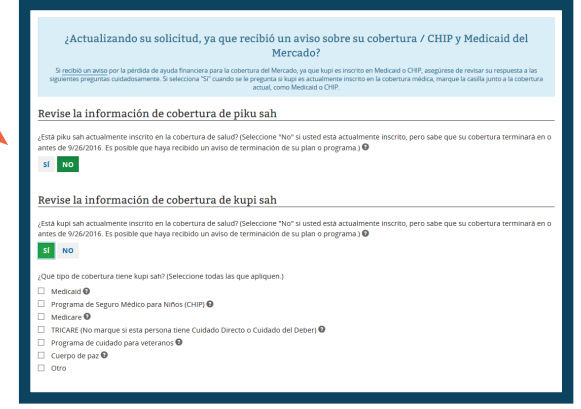 ¿Actualizando su solicitud, ya que recibió un aviso sobre su cobertura / CHIP y Medicaid del
Mercado?
Si recibió un aviso por la pérdida de ayuda financiera para la cobertura del Mercado, ya que kupi es inscrito en Medicaid o CHIP, asegúrese de revisar su respuesta a las
siguientes preguntas cuidadosamente. Si selecciona "Sí" cuando se le pregunta si kupi es actualmente inscrito en la cobertura médica, marque la casilla junto a la cobertura
actual, como Medicaid o CHIP.
Revise la información de cobertura de piku sah
¿Está piku sah actualmente inscrito en la cobertura de salud? (Seleccione "No" si usted está actualmente inscrito, pero sabe que su cobertura terminará en o
antes de 9/26/2016. Es posible que haya recibido un aviso de terminación de su plan o programa.)
SÍ NO
Revise la información de cobertura de kupi sah
¿Está kupi sah actualmente inscrito en la cobertura de salud? (Seleccione "No" si usted está actualmente inscrito, pero sabe que su cobertura terminará en o
antes de 9/26/2016. Es posible que haya recibido un aviso de terminación de su plan o programa.)
SÍ NO
¿Qué tipo de cobertura tiene kupi sah? (Seleccione todas las que apliquen.)
Medicaid
Programa de Seguro Médico para Niños (CHIP)
Medicare
TRICARE (No marque si esta persona tiene Cuidado Directo o Cuidado del Deber)
Programa de cuidado para veteranos
Cuerpo de paz
Otro